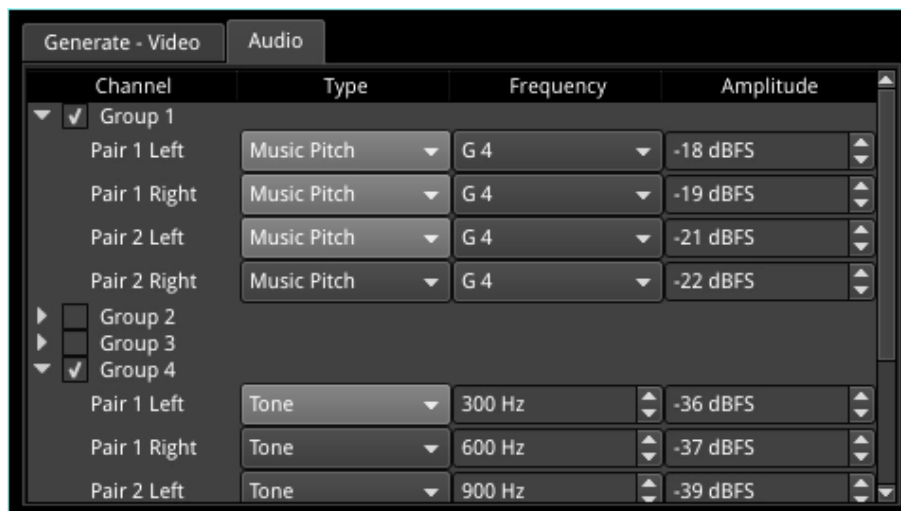 Generate - Video Audio
Channel Type Frequency Amplitude
Group 1
Pair 1 Left Music Pitch G 4 -18 dBFS
Pair 1 Right Music Pitch G 4 -19 dBFS
Pair 2 Left Music Pitch G 4 -21 dBFS
Pair 2 Right Music Pitch G 4 -22 dBFS
Group 2
Group 3
Group 4
Pair 1 Left Tone 300 Hz -36 dBFS
Pair 1 Right Tone 600 Hz -37 dBFS
Pair 2 Left Tone 900 Hz -39 dBFS